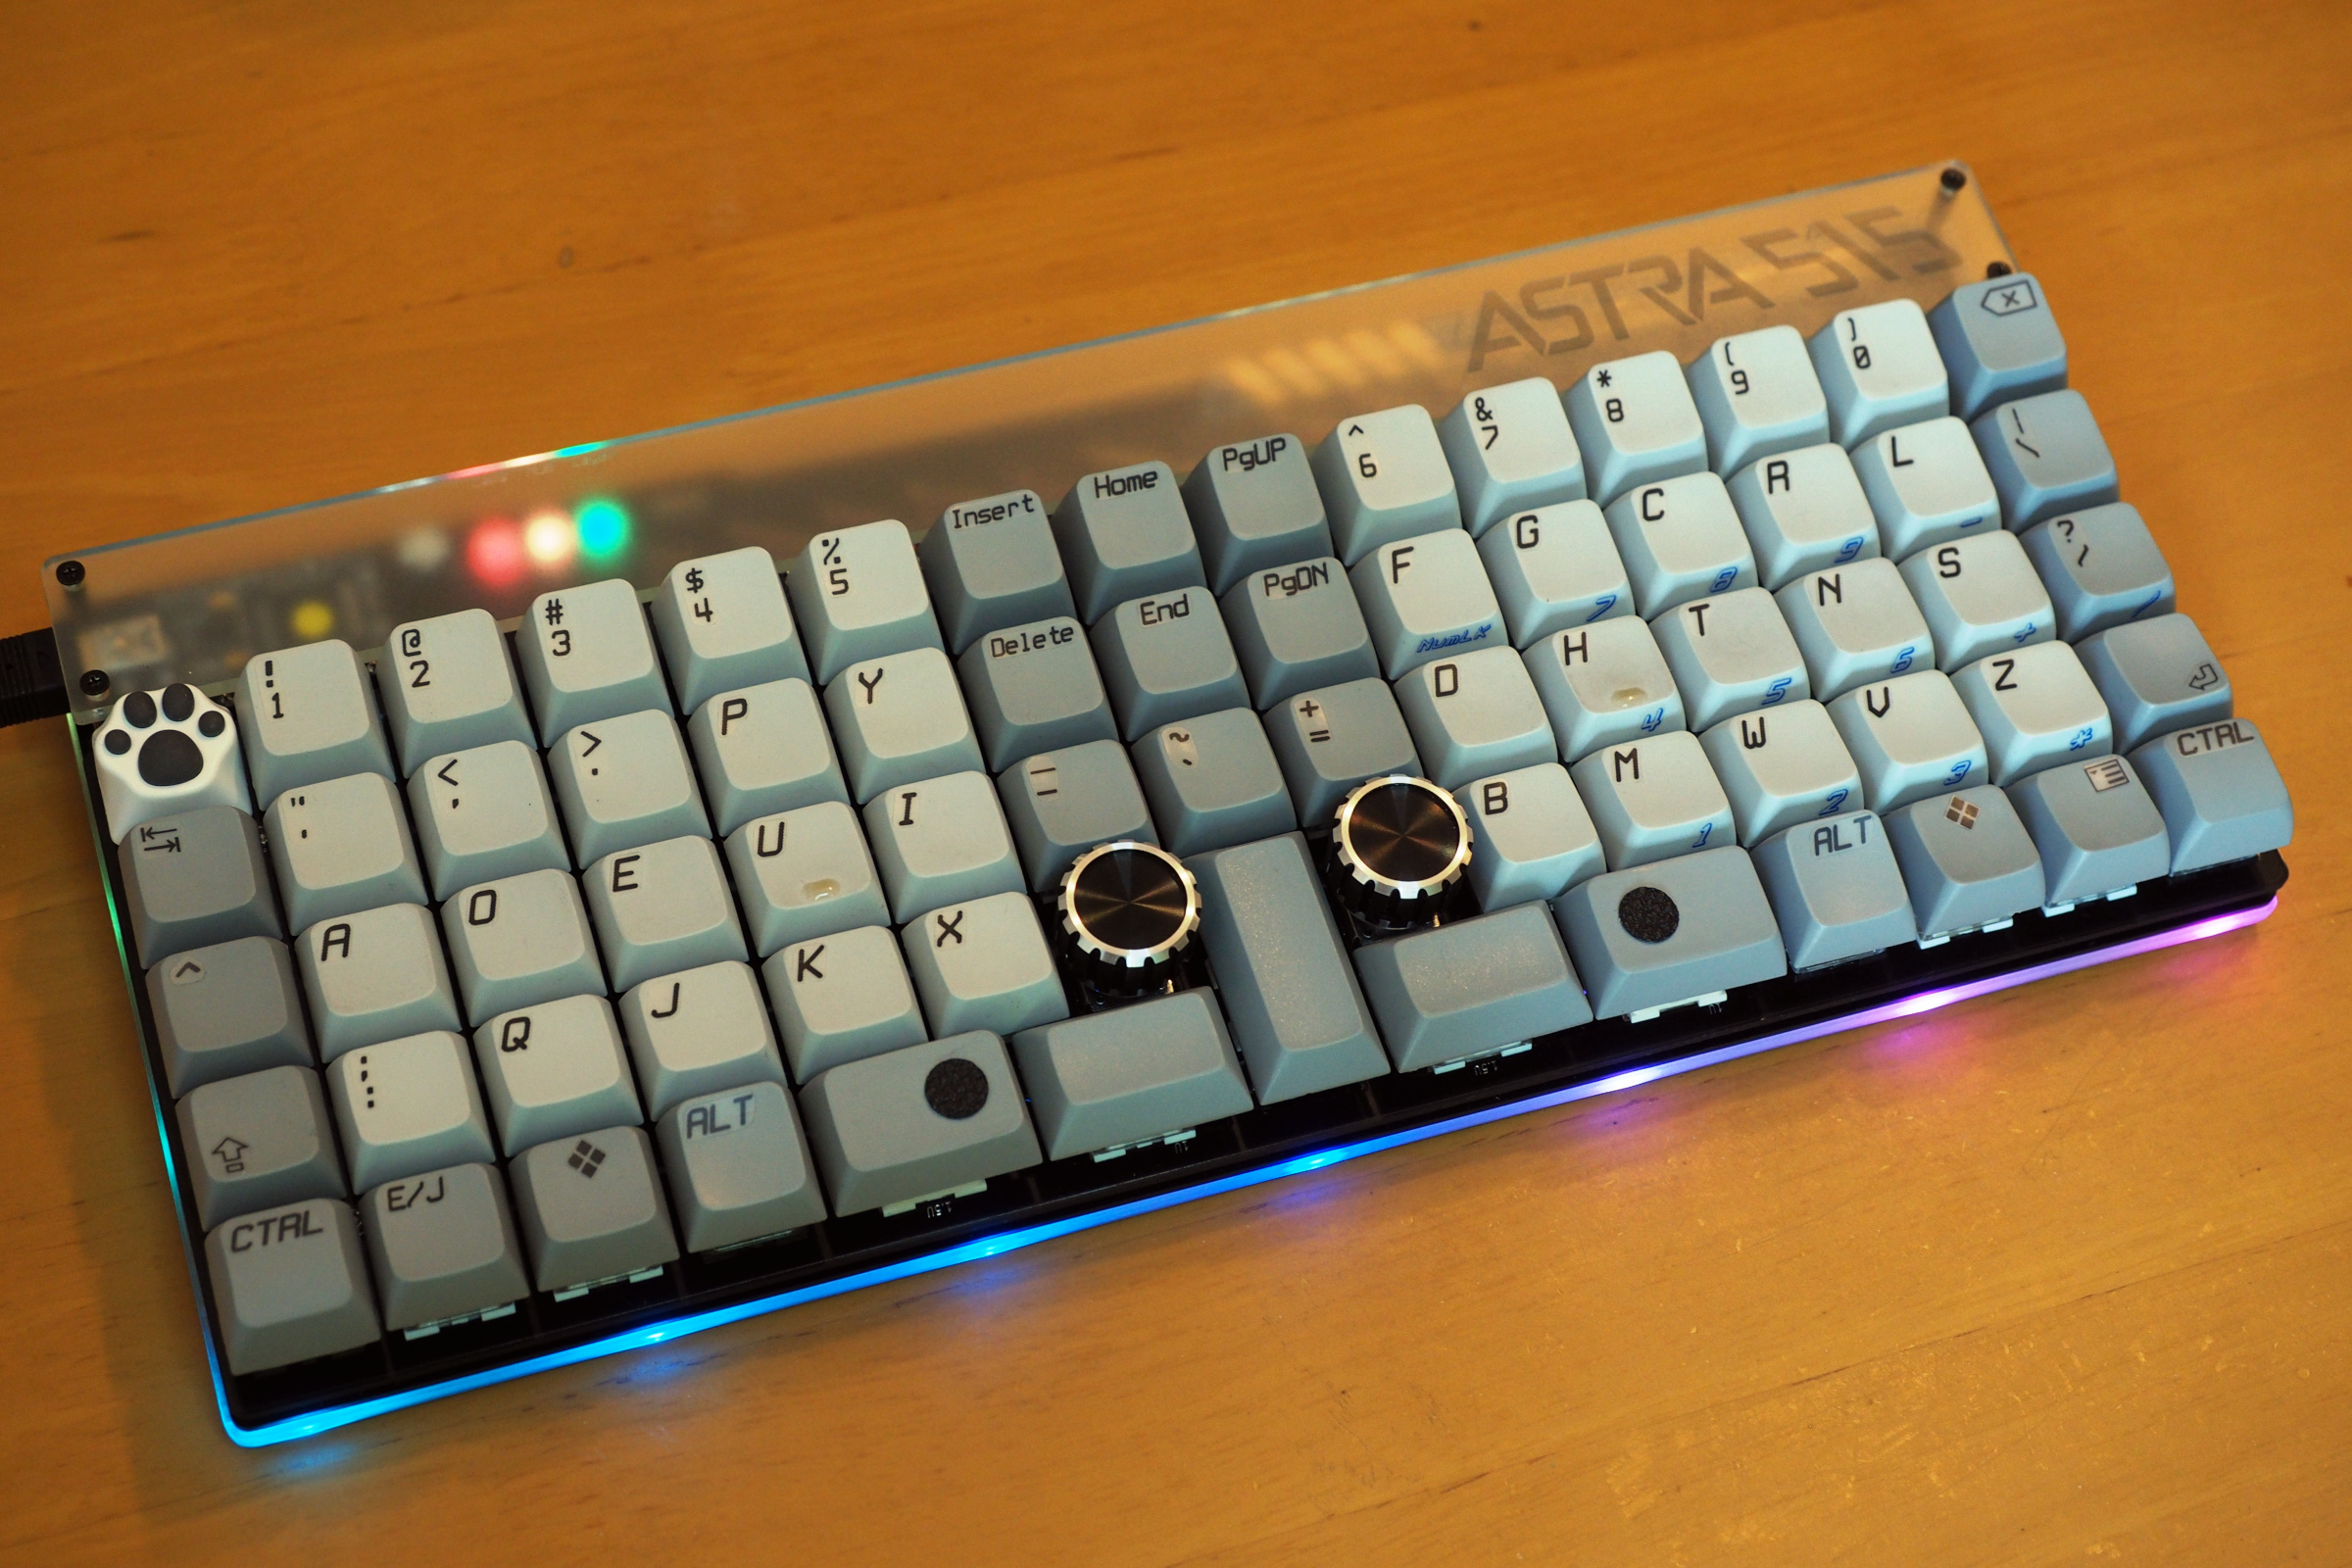 ASTRA 515
! @ # $ % Insert Home PgUP ^ & * ( )
1 2 3 4 5 6 7 8 9 0
" < > P Y Delete End PgDN F G C R L |
' , . NumLK 7 8 9 - \
^ A O E U I _ ~ + D H T N S ?
- ` = 4 5 6 + / /
: Q J K X B M W V Z
; 1 2 3 *
CTRL E/J ALT ALT CTRL